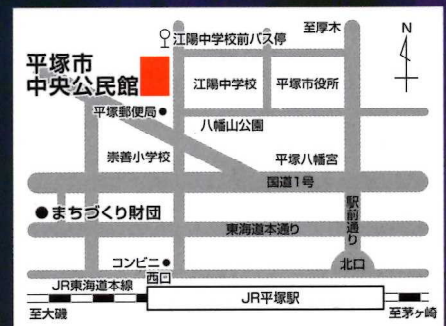 江陽中学校前バス停
至厚木
N
平塚市
中央公民館
江陽中学校
平塚市役所
平塚郵便局
八幡山公園
崇善小学校
平塚八幡宮
国道1号
まちづくり財団
東海道本通り
駅前通り
コンビニ
西口
北口
JR東海道本線
JR平塚駅
至大磯
至茅ヶ崎